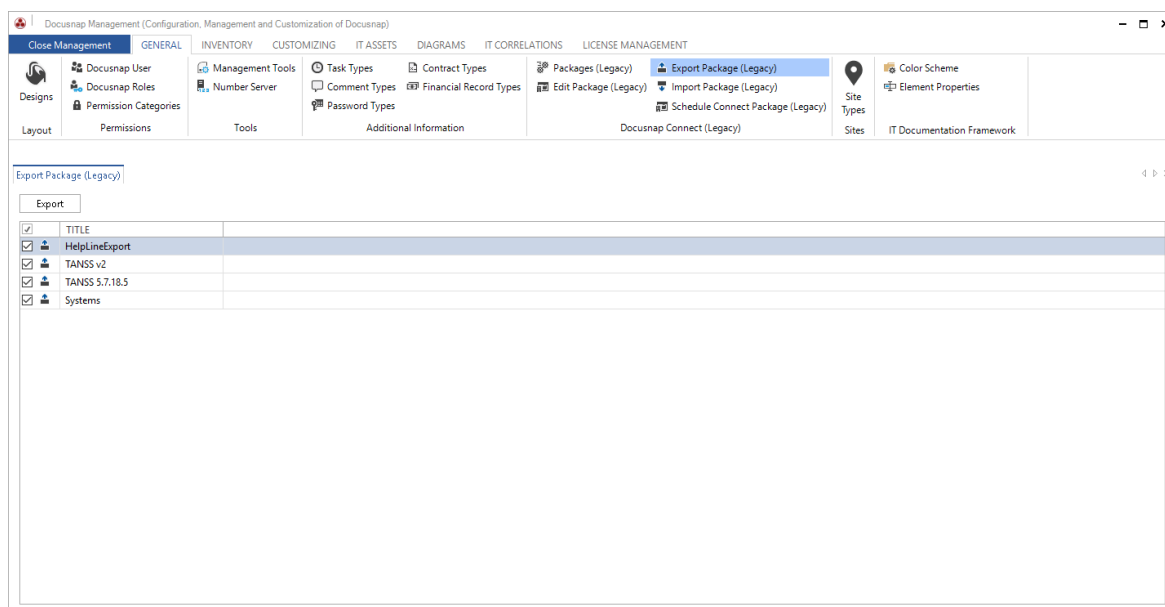 Docusnap Management (Configuration, Management and Customization of Docusnap)
Close Management GENERAL INVENTORY CUSTOMIZING IT ASSETS DIAGRAMS IT CORRELATIONS LICENSE MANAGEMENT
Docusnap User Management Tools Task Types Contract Types Packages (Legacy) Export Package (Legacy) Color Scheme
Designs Docusnap Roles Number Server Comment Types Financial Record Types Edit Package (Legacy) Import Package (Legacy) Site Types Element Properties
Permission Categories Password Types Schedule Connect Package (Legacy)
Layout Permissions Tools Additional Information Docusnap Connect (Legacy) Sites IT Documentation Framework
Export Package (Legacy)
Export
TITLE
HelpLineExport
TANSS v2
TANSS 5.7.18.5
Systems